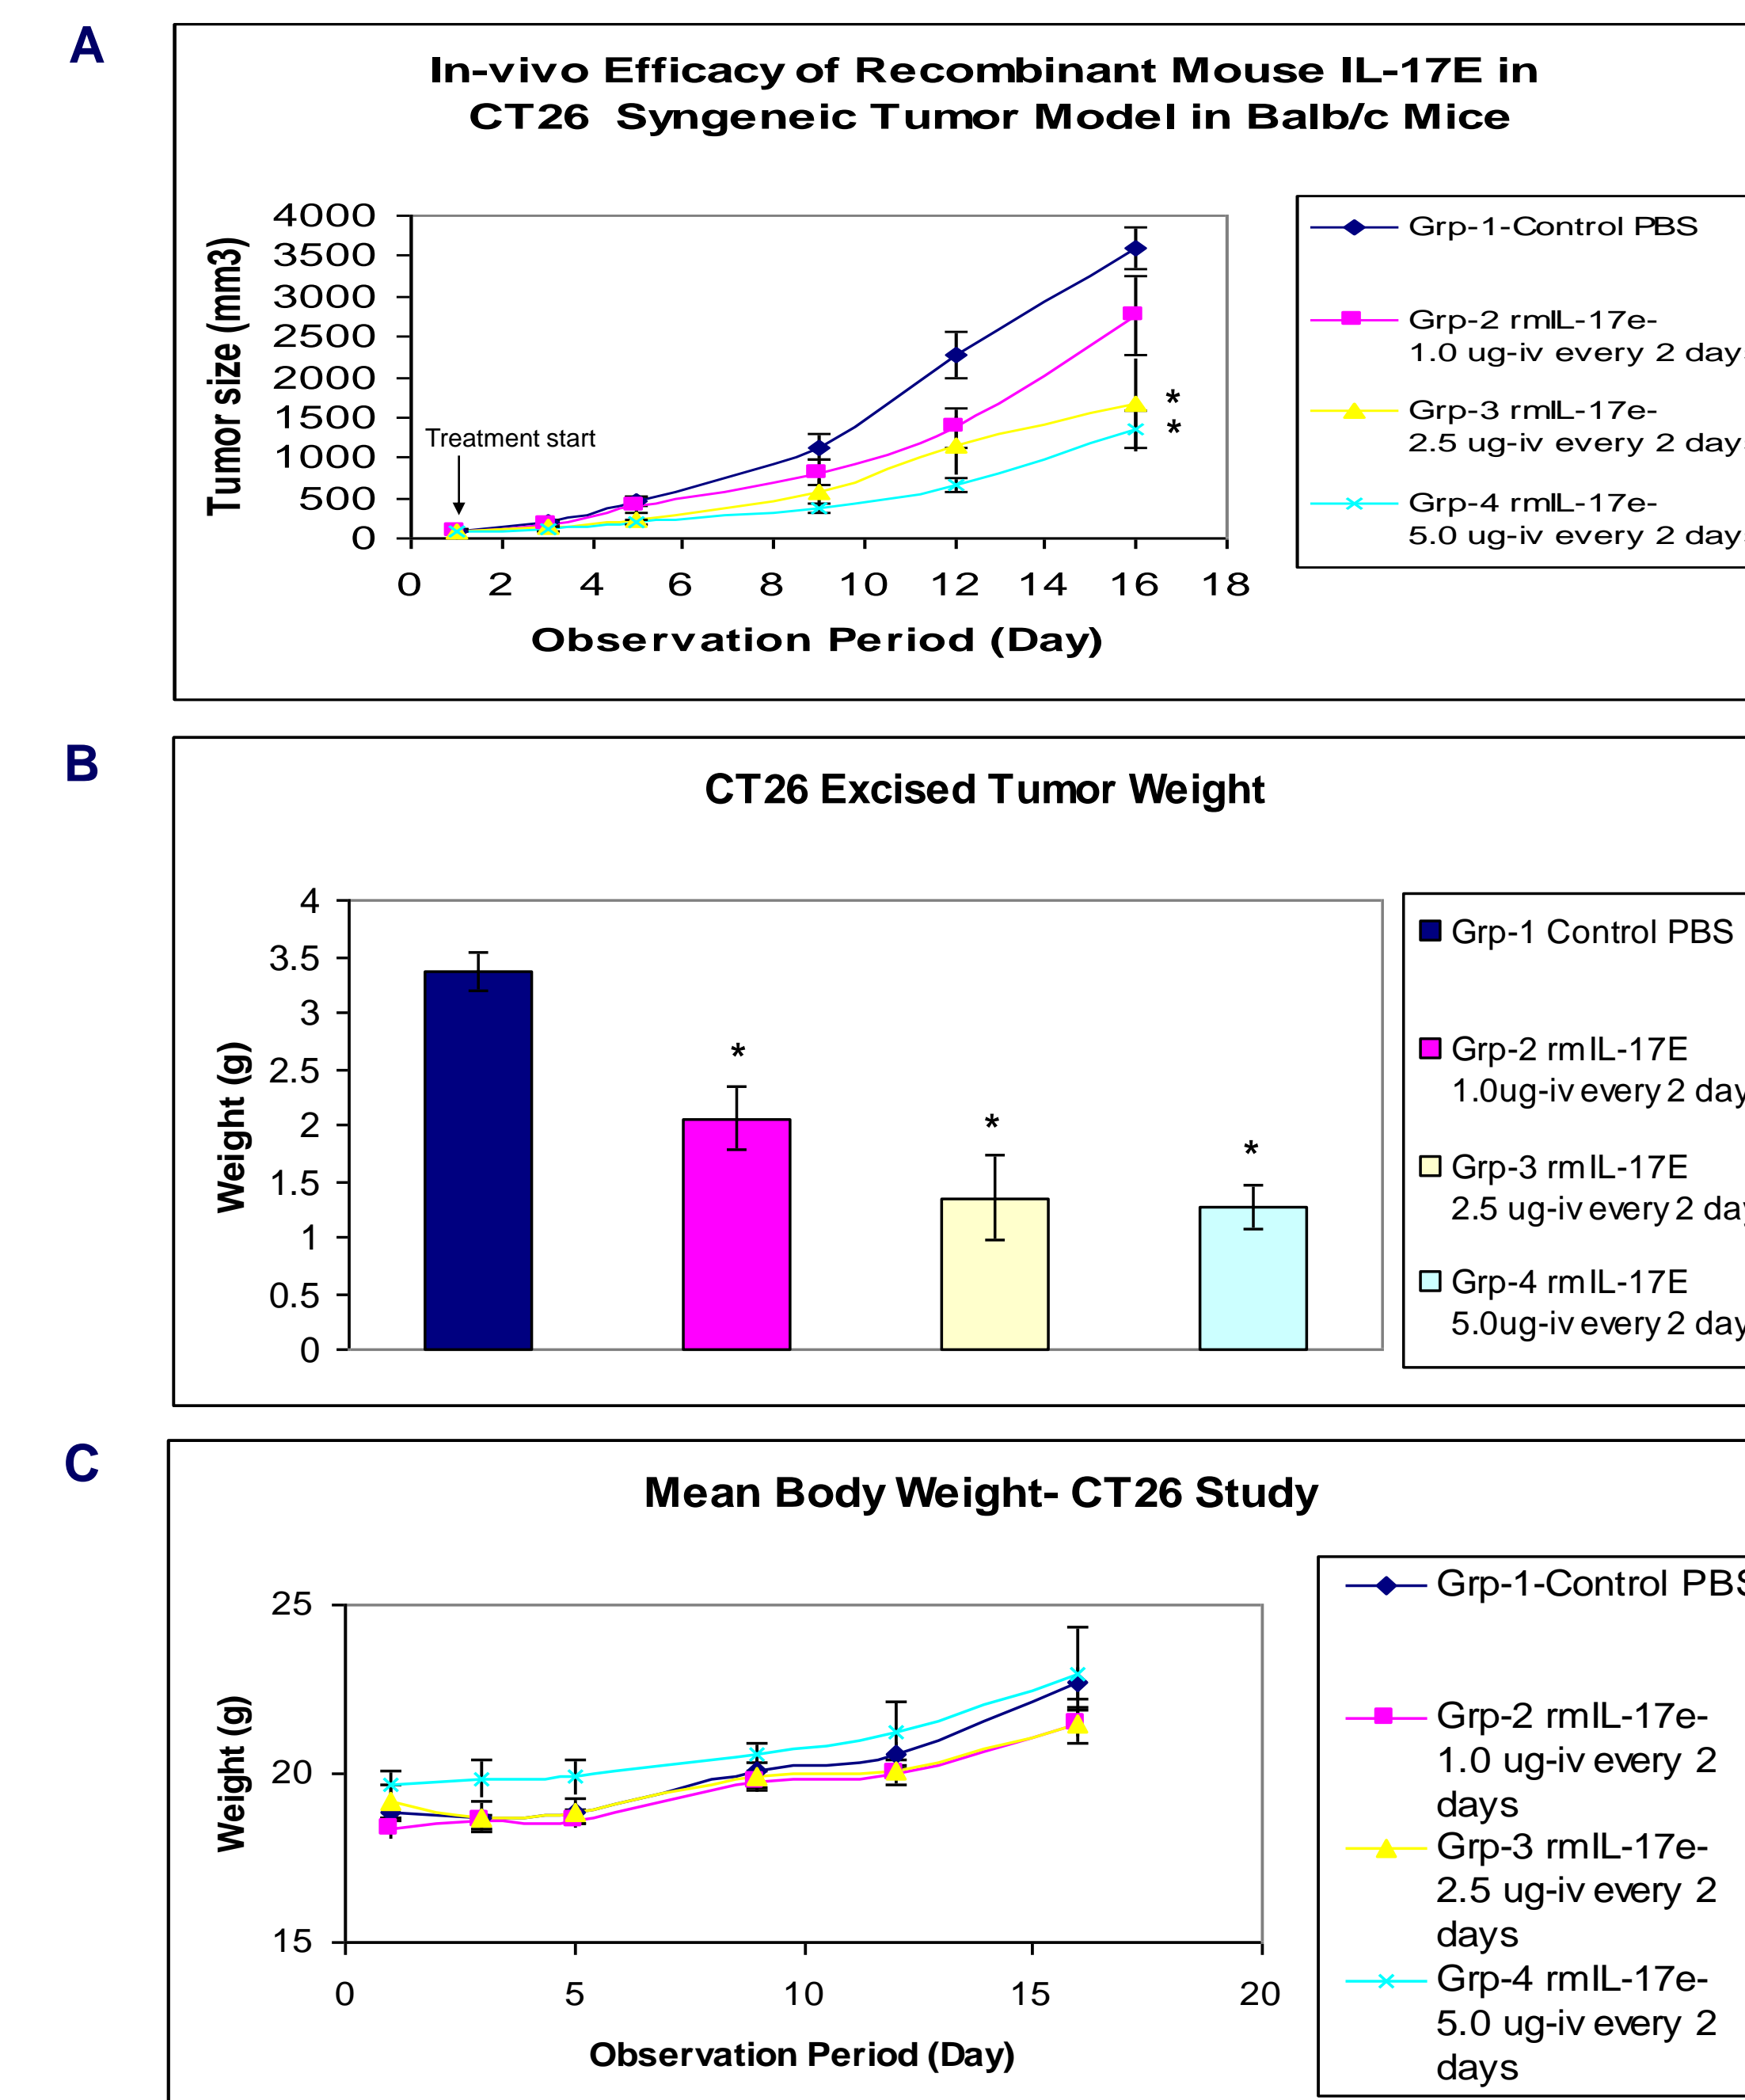 A
In-vivo Efficacy of Recombinant Mouse IL-17E in
CT26 Syngeneic Tumor Model in Balb/c Mice
Tumor size (mm3)
4000
3500
3000
2500
2000
1500
1000
500
0
Treatment start
*
*
0 2 4 6 8 10 12 14 16 18
Observation Period (Day)
Grp-1-Control PBS
Grp-2 rmIL-17e-
1.0 ug-iv every 2 day
Grp-3 rmIL-17e-
2.5 ug-iv every 2 day
Grp-4 rmIL-17e-
5.0 ug-iv every 2 day
B
CT26 Excised Tumor Weight
Weight (g)
4
3.5
3
2.5
2
1.5
1
0.5
0
*
*
*
Grp-1 Control PBS
Grp-2 rmIL-17E
1.0ug-iv every 2 day
Grp-3 rmIL-17E
2.5 ug-iv every 2 da
Grp-4 rmIL-17E
5.0ug-iv every 2 day
C
Mean Body Weight- CT26 Study
Weight (g)
25
20
15
0 5 10 15 20
Observation Period (Day)
Grp-1-Control PBS
Grp-2 rmIL-17e-
1.0 ug-iv every 2
days
Grp-3 rmIL-17e-
2.5 ug-iv every 2
days
Grp-4 rmIL-17e-
5.0 ug-iv every 2
days